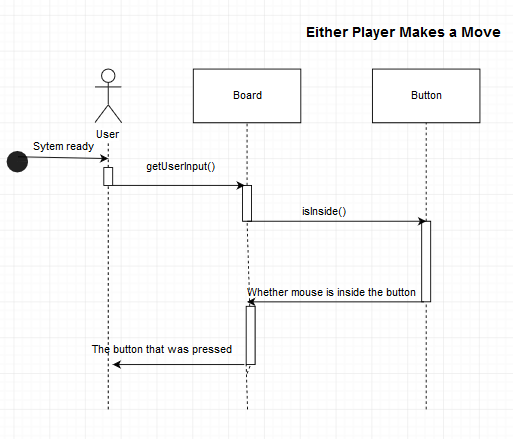 Either Player Makes a Move
Board
Button
User
Sytem ready
getUserInput()
isInside()
Whether mouse is inside the button
The button that was pressed